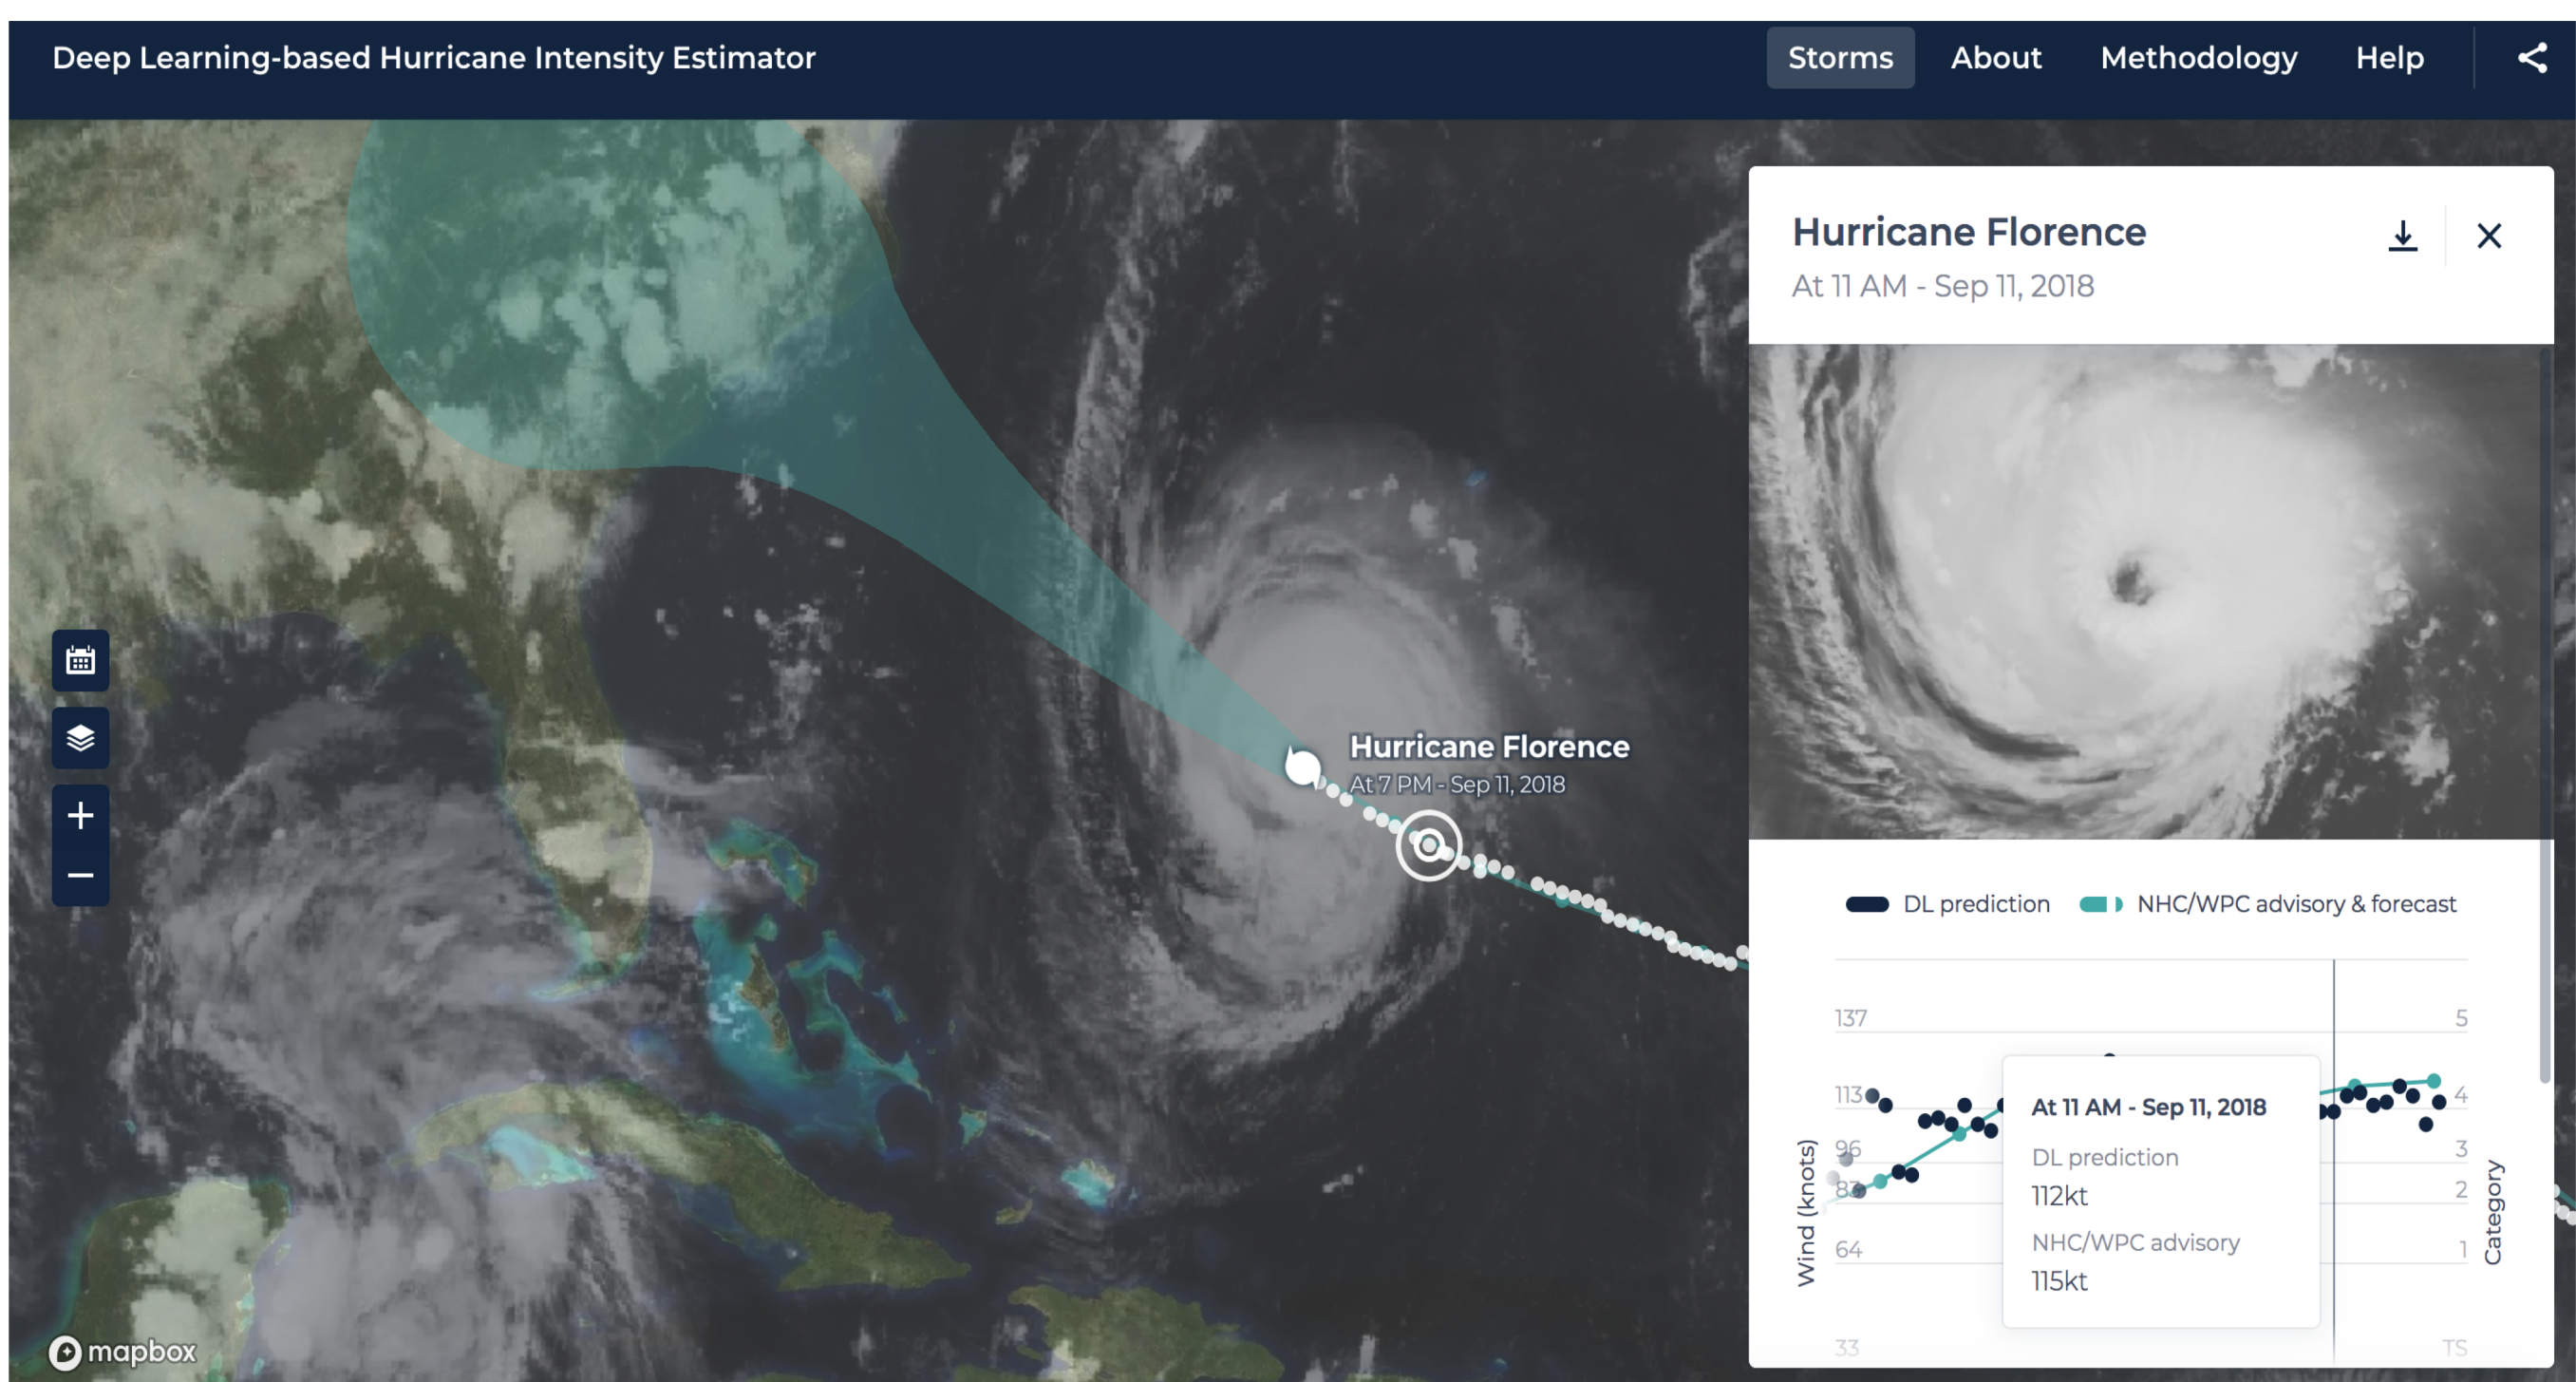 Deep Learning-based Hurricane Intensity Estimator
Storms About Methodology Help
Hurricane Florence
At 11 AM - Sep 11, 2018
Hurricane Florence
At 7 PM - Sep 11, 2018
DL prediction NHC/WPC advisory & forecast
137 5
113 4
96 3
83 2
64 1
33 TS
Wind (knots)
Category
At 11 AM - Sep 11, 2018
DL prediction
112kt
NHC/WPC advisory
115kt
mapbox